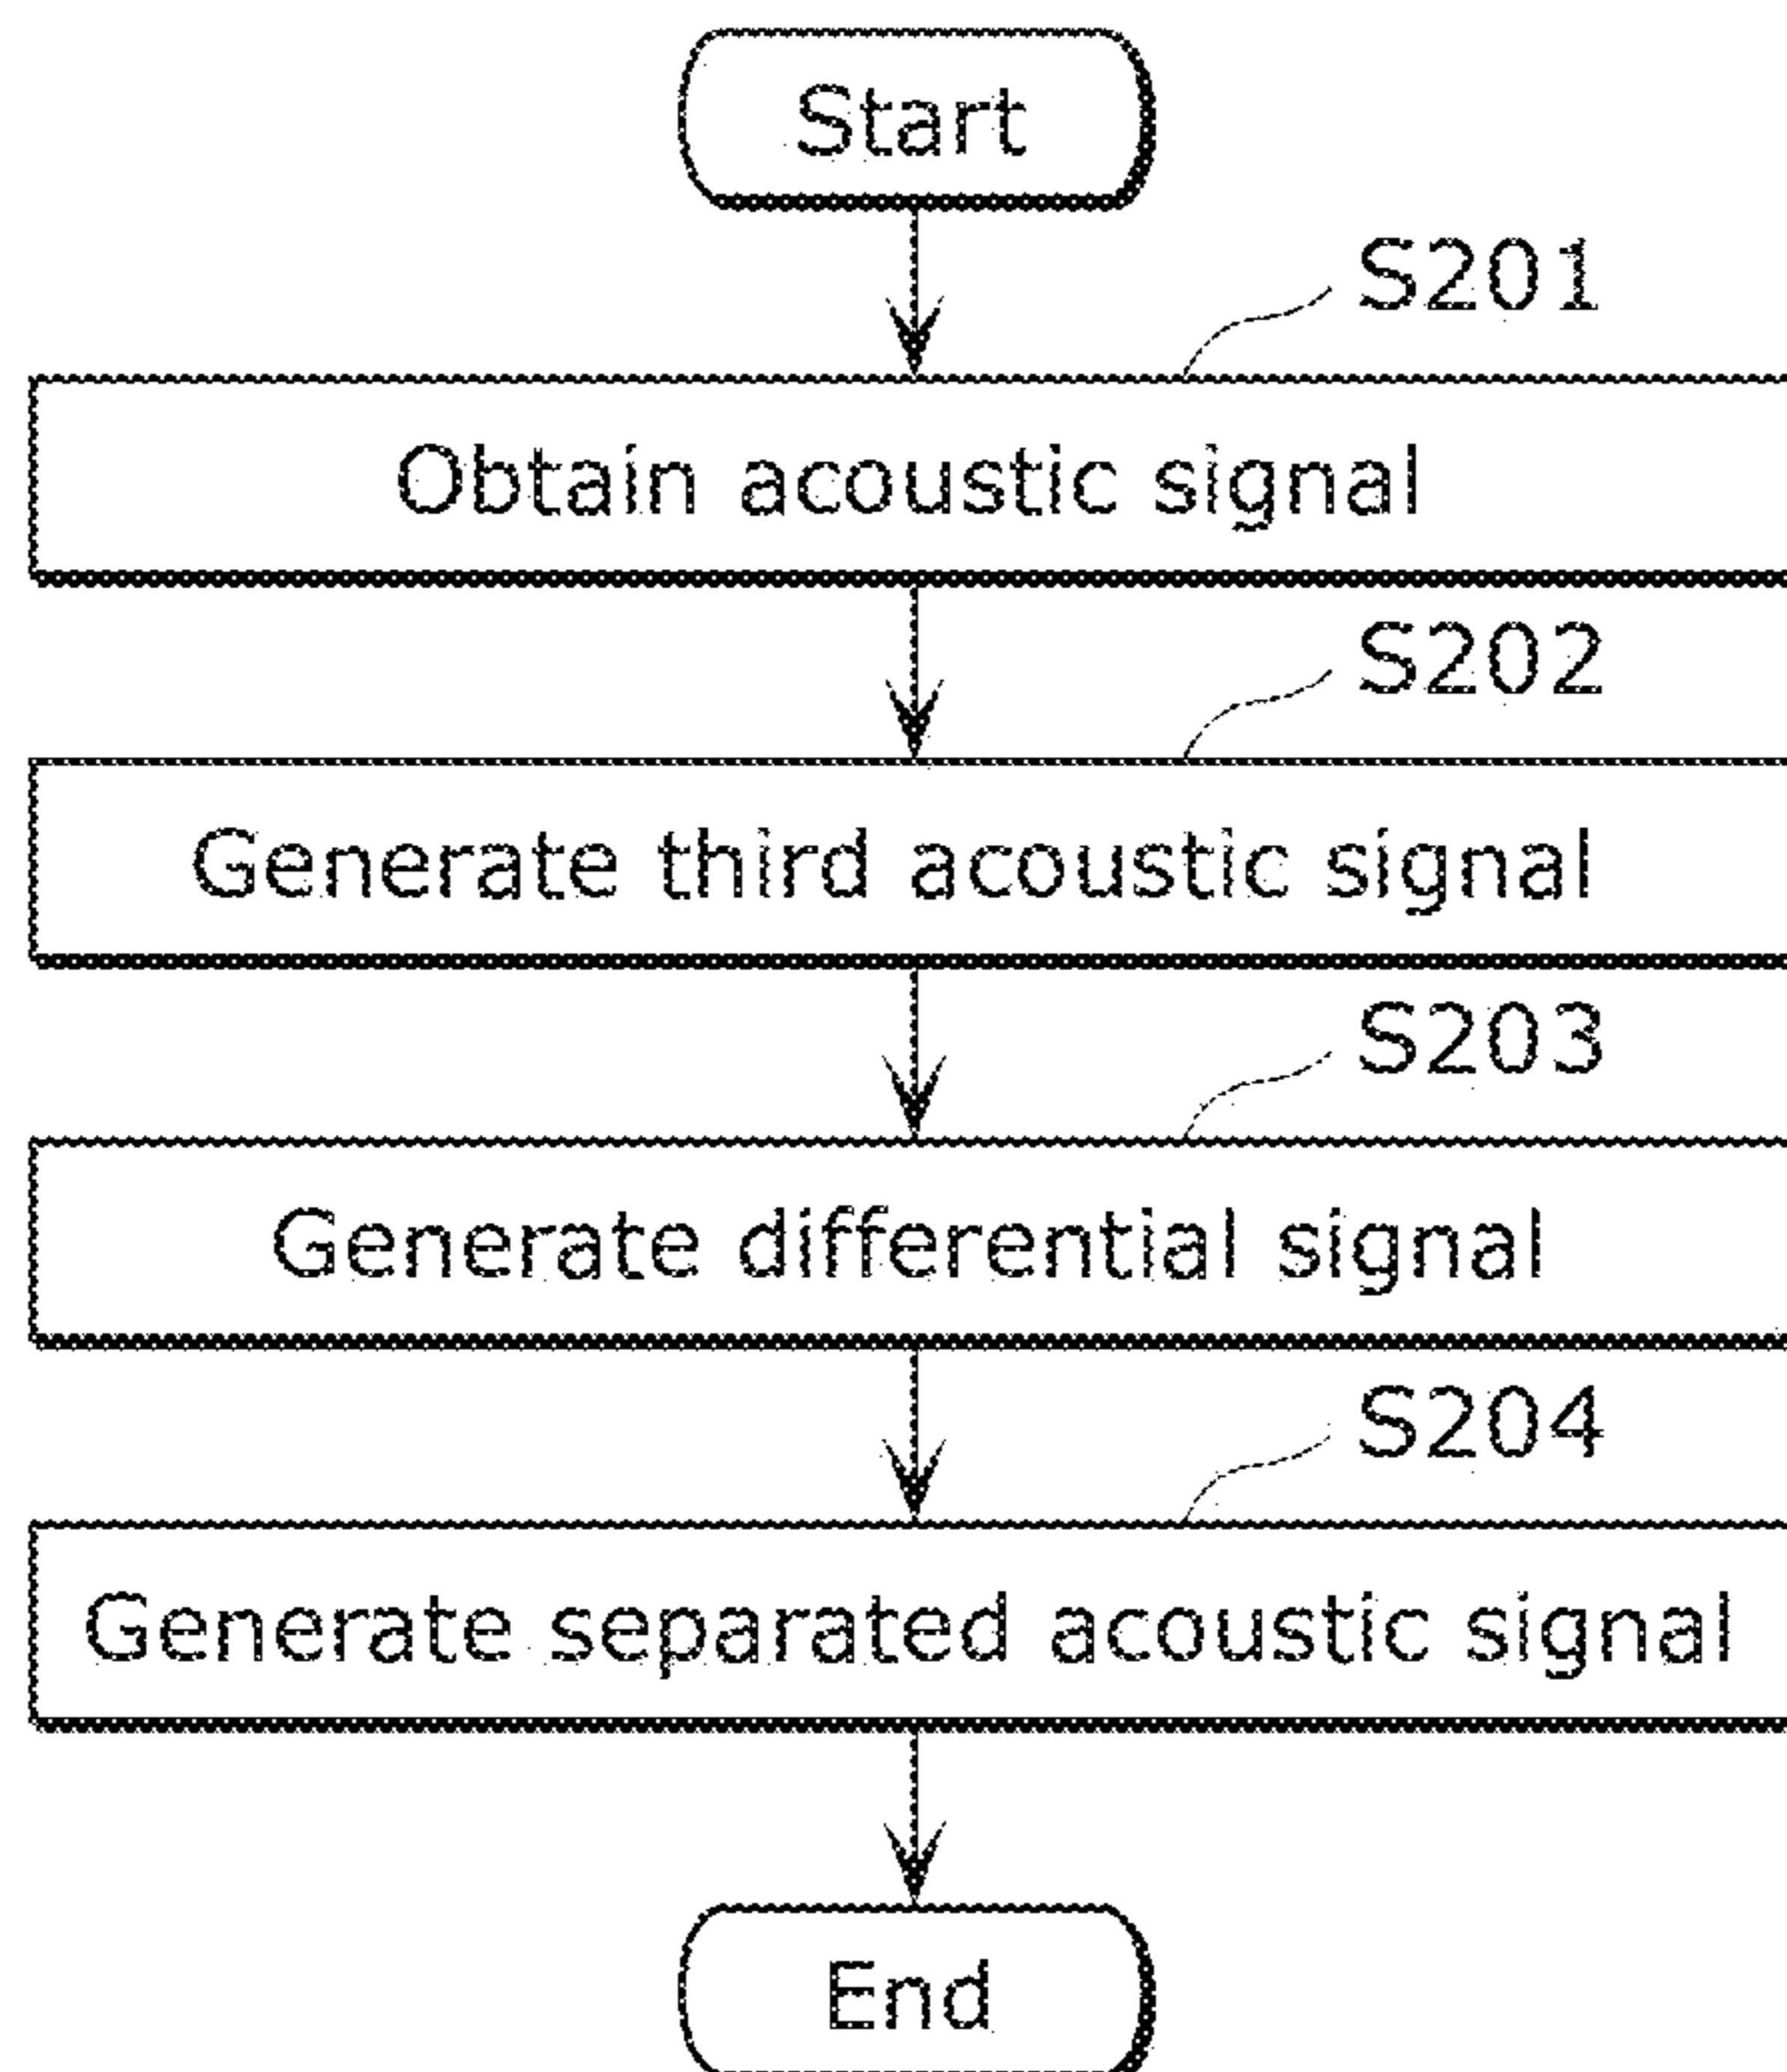 Start
S201
Obtain acoustic signal
S202
Generate third acoustic signal
S203
Generate differential signal
S204
Generate separated acoustic signal
End